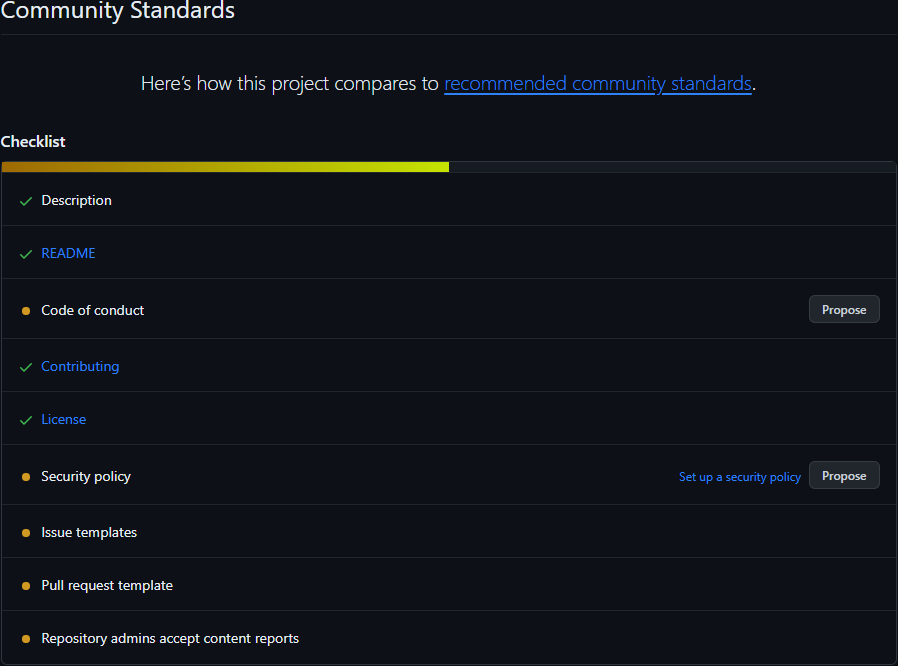 Community Standards
Here’s how this project compares to recommended community standards.
Checklist
Description
README
Code of conduct Propose
Contributing
License
Security policy Set up a security policy Propose
Issue templates
Pull request template
Repository admins accept content reports